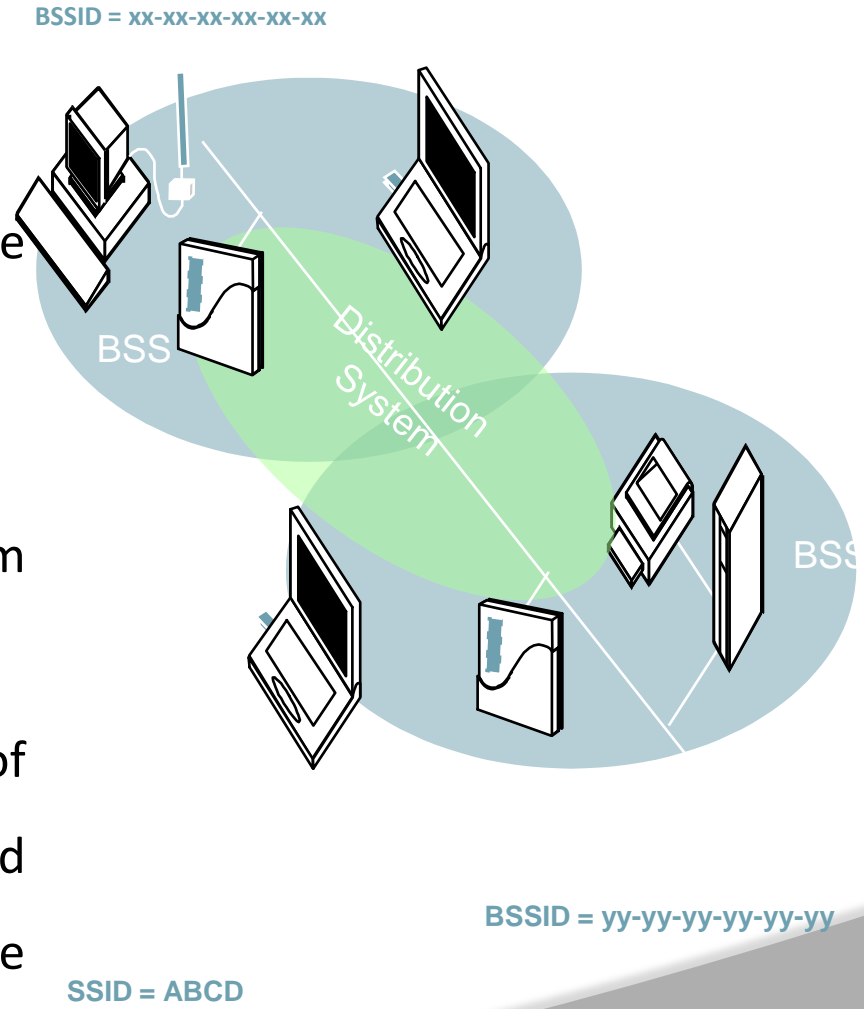 BSSID = xx-xx-xx-xx-xx-xx
e
BSS
Distribution
System
m
BSS
of
d
BSSID = yy-yy-yy-yy-yy-yy
e
SSID = ABCD